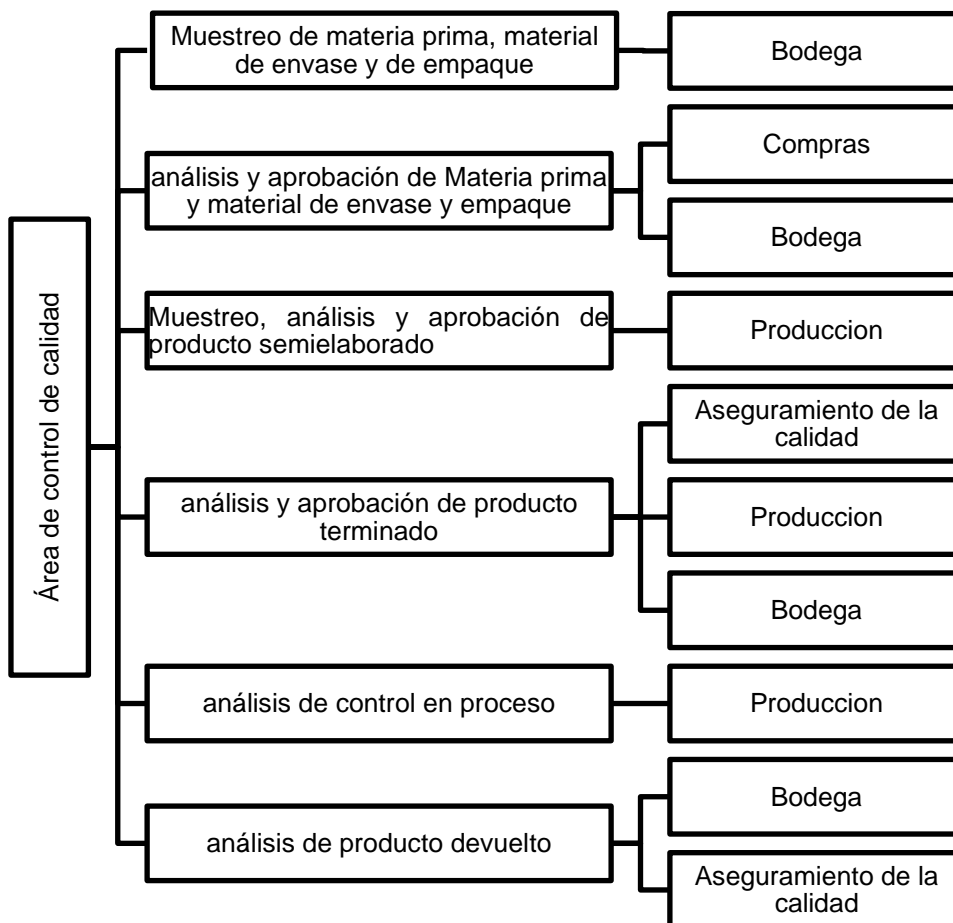 Área de control de calidad
Muestreo de materia prima, material
de envase y de empaque
Bodega
análisis y aprobación de Materia prima
y material de envase y empaque
Compras
Bodega
Muestreo, análisis y aprobación de
producto semielaborado
Produccion
análisis y aprobación de producto
terminado
Aseguramiento de la
calidad
Produccion
Bodega
análisis de control en proceso
Produccion
análisis de producto devuelto
Bodega
Aseguramiento de la
calidad